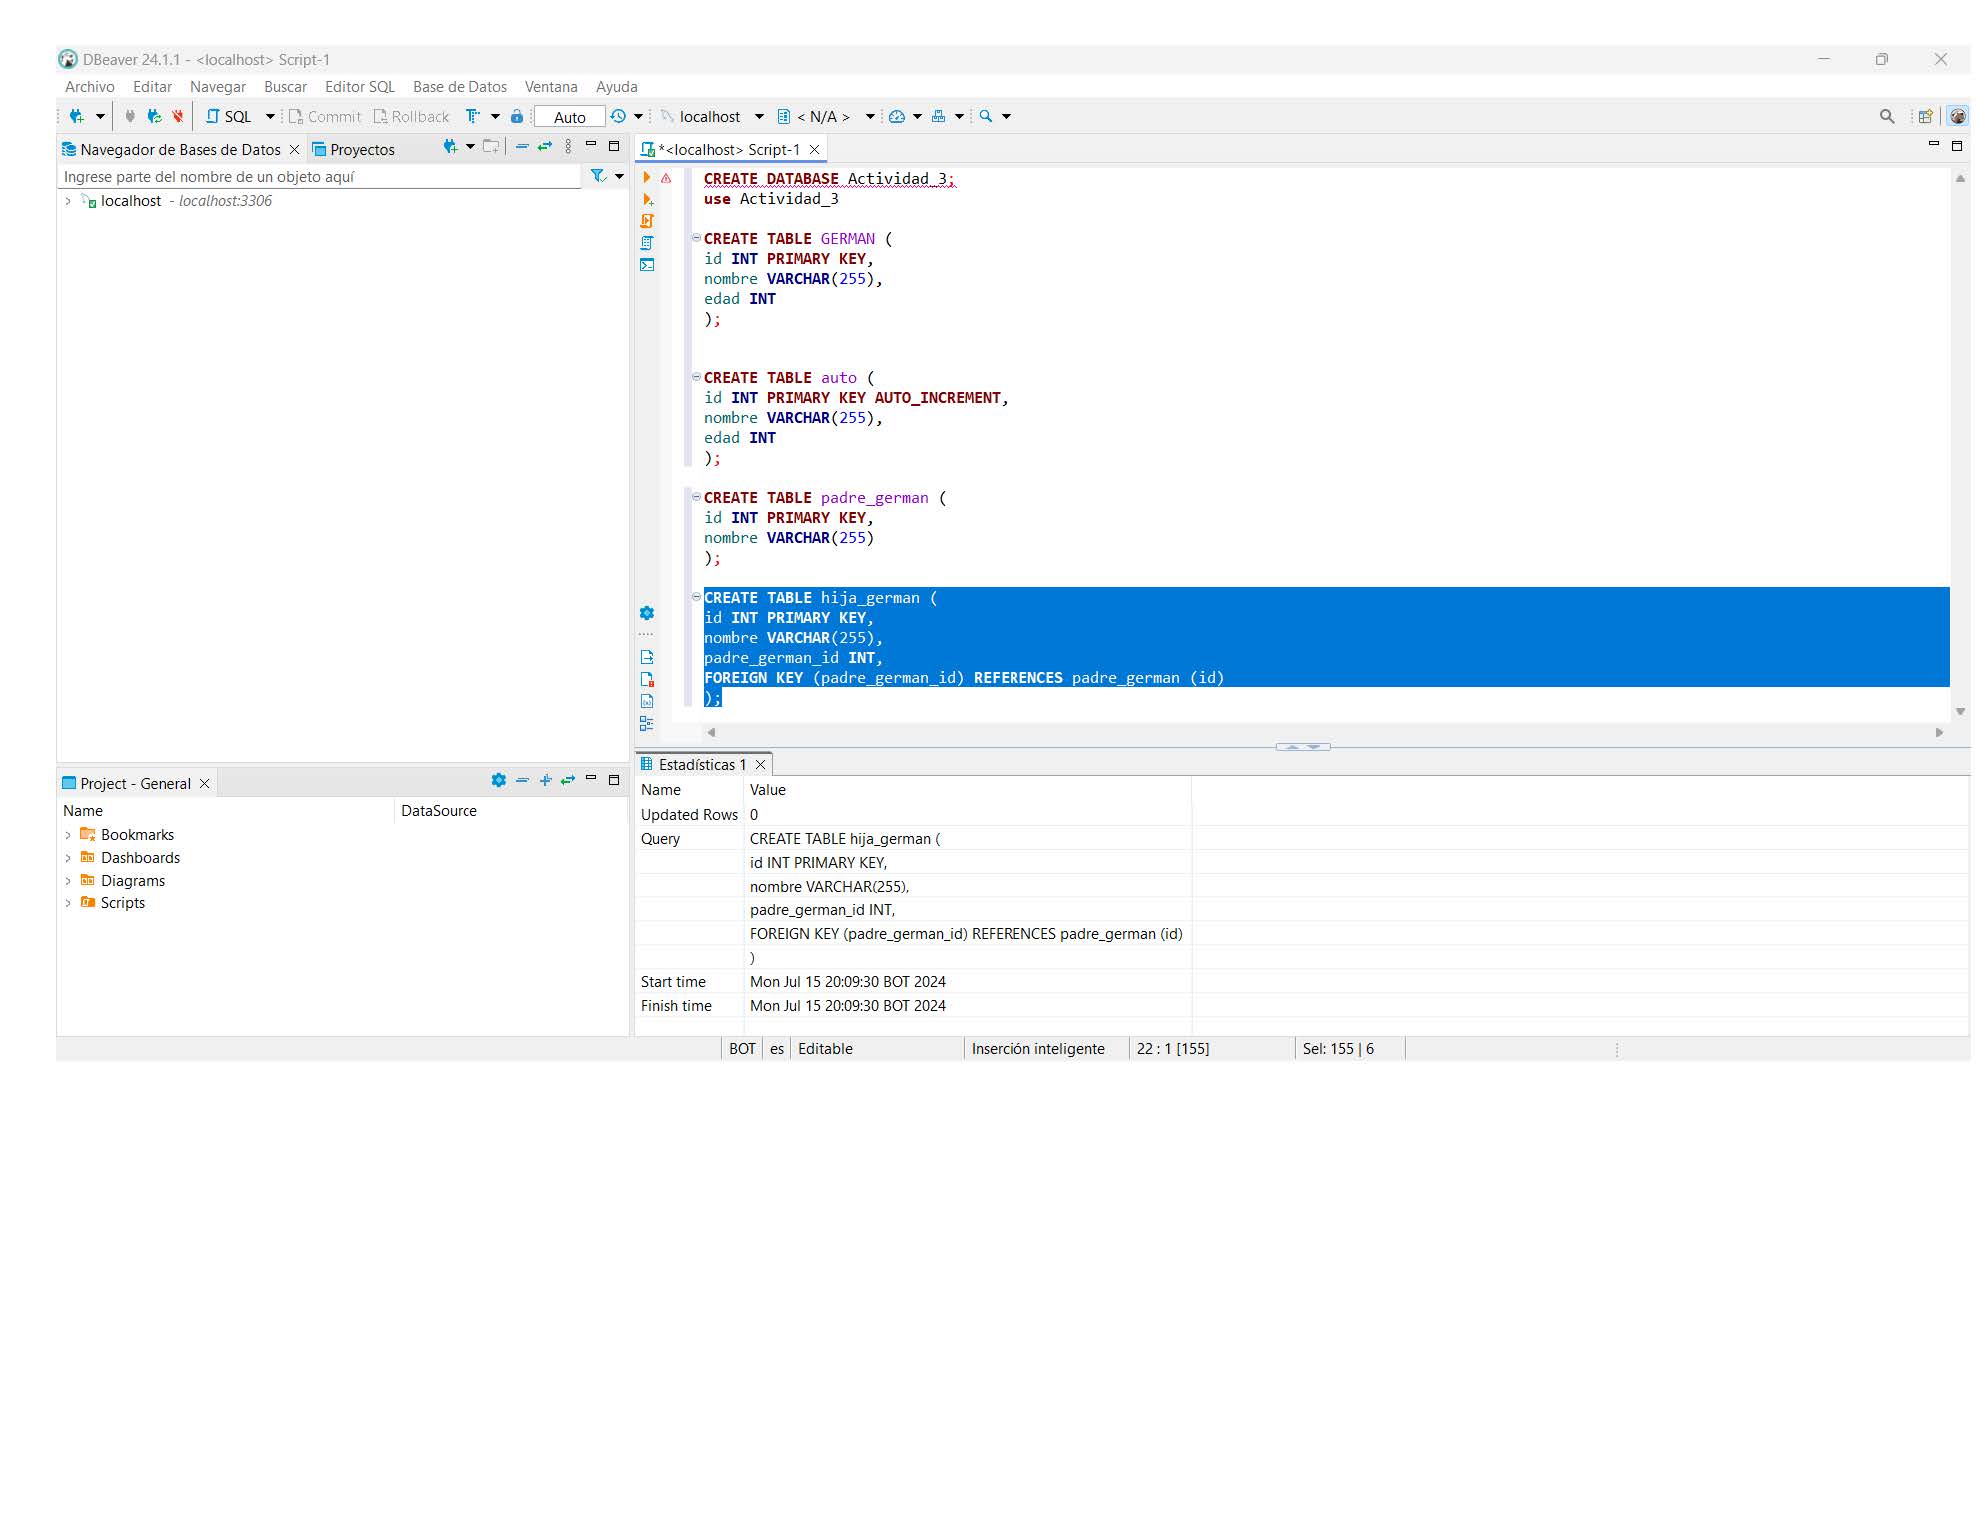 DBeaver 24.1.1 - <localhost> Script-1
Archivo Editar Navegar Buscar Editor SQL Base de Datos Ventana Ayuda
SQL Commit Rollback Auto localhost < N/A >
Navegador de Bases de Datos Proyectos
Ingrese parte del nombre de un objeto aquí
localhost - localhost:3306
*<localhost> Script-1
CREATE DATABASE Actividad_3;
use Actividad_3
CREATE TABLE GERMAN (
id INT PRIMARY KEY,
nombre VARCHAR(255),
edad INT
);
CREATE TABLE auto (
id INT PRIMARY KEY AUTO_INCREMENT,
nombre VARCHAR(255),
edad INT
);
CREATE TABLE padre_german (
id INT PRIMARY KEY,
nombre VARCHAR(255)
);
CREATE TABLE hija_german (
id INT PRIMARY KEY,
nombre VARCHAR(255),
padre_german_id INT,
FOREIGN KEY (padre_german_id) REFERENCES padre_german (id)
);
Project - General
Name DataSource
Bookmarks
Dashboards
Diagrams
Scripts
Estadísticas 1
Name Value
Updated Rows 0
Query CREATE TABLE hija_german (
id INT PRIMARY KEY,
nombre VARCHAR(255),
padre_german_id INT,
FOREIGN KEY (padre_german_id) REFERENCES padre_german (id)
)
Start time Mon Jul 15 20:09:30 BOT 2024
Finish time Mon Jul 15 20:09:30 BOT 2024
BOT es Editable Inserción inteligente 22 : 1 [155] Sel: 155 | 6